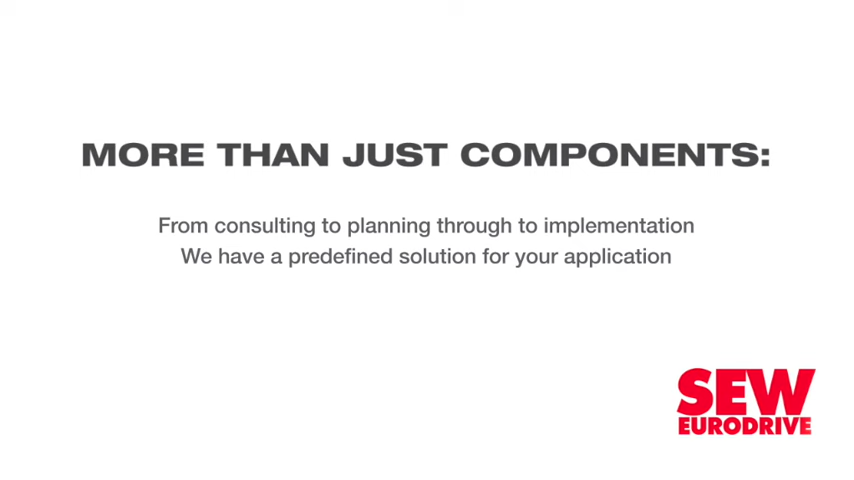 MORE THAN JUST COMPONENTS:
From consulting to planning through to implementation
We have a predefined solution for your application
SEW
EURODRIVE